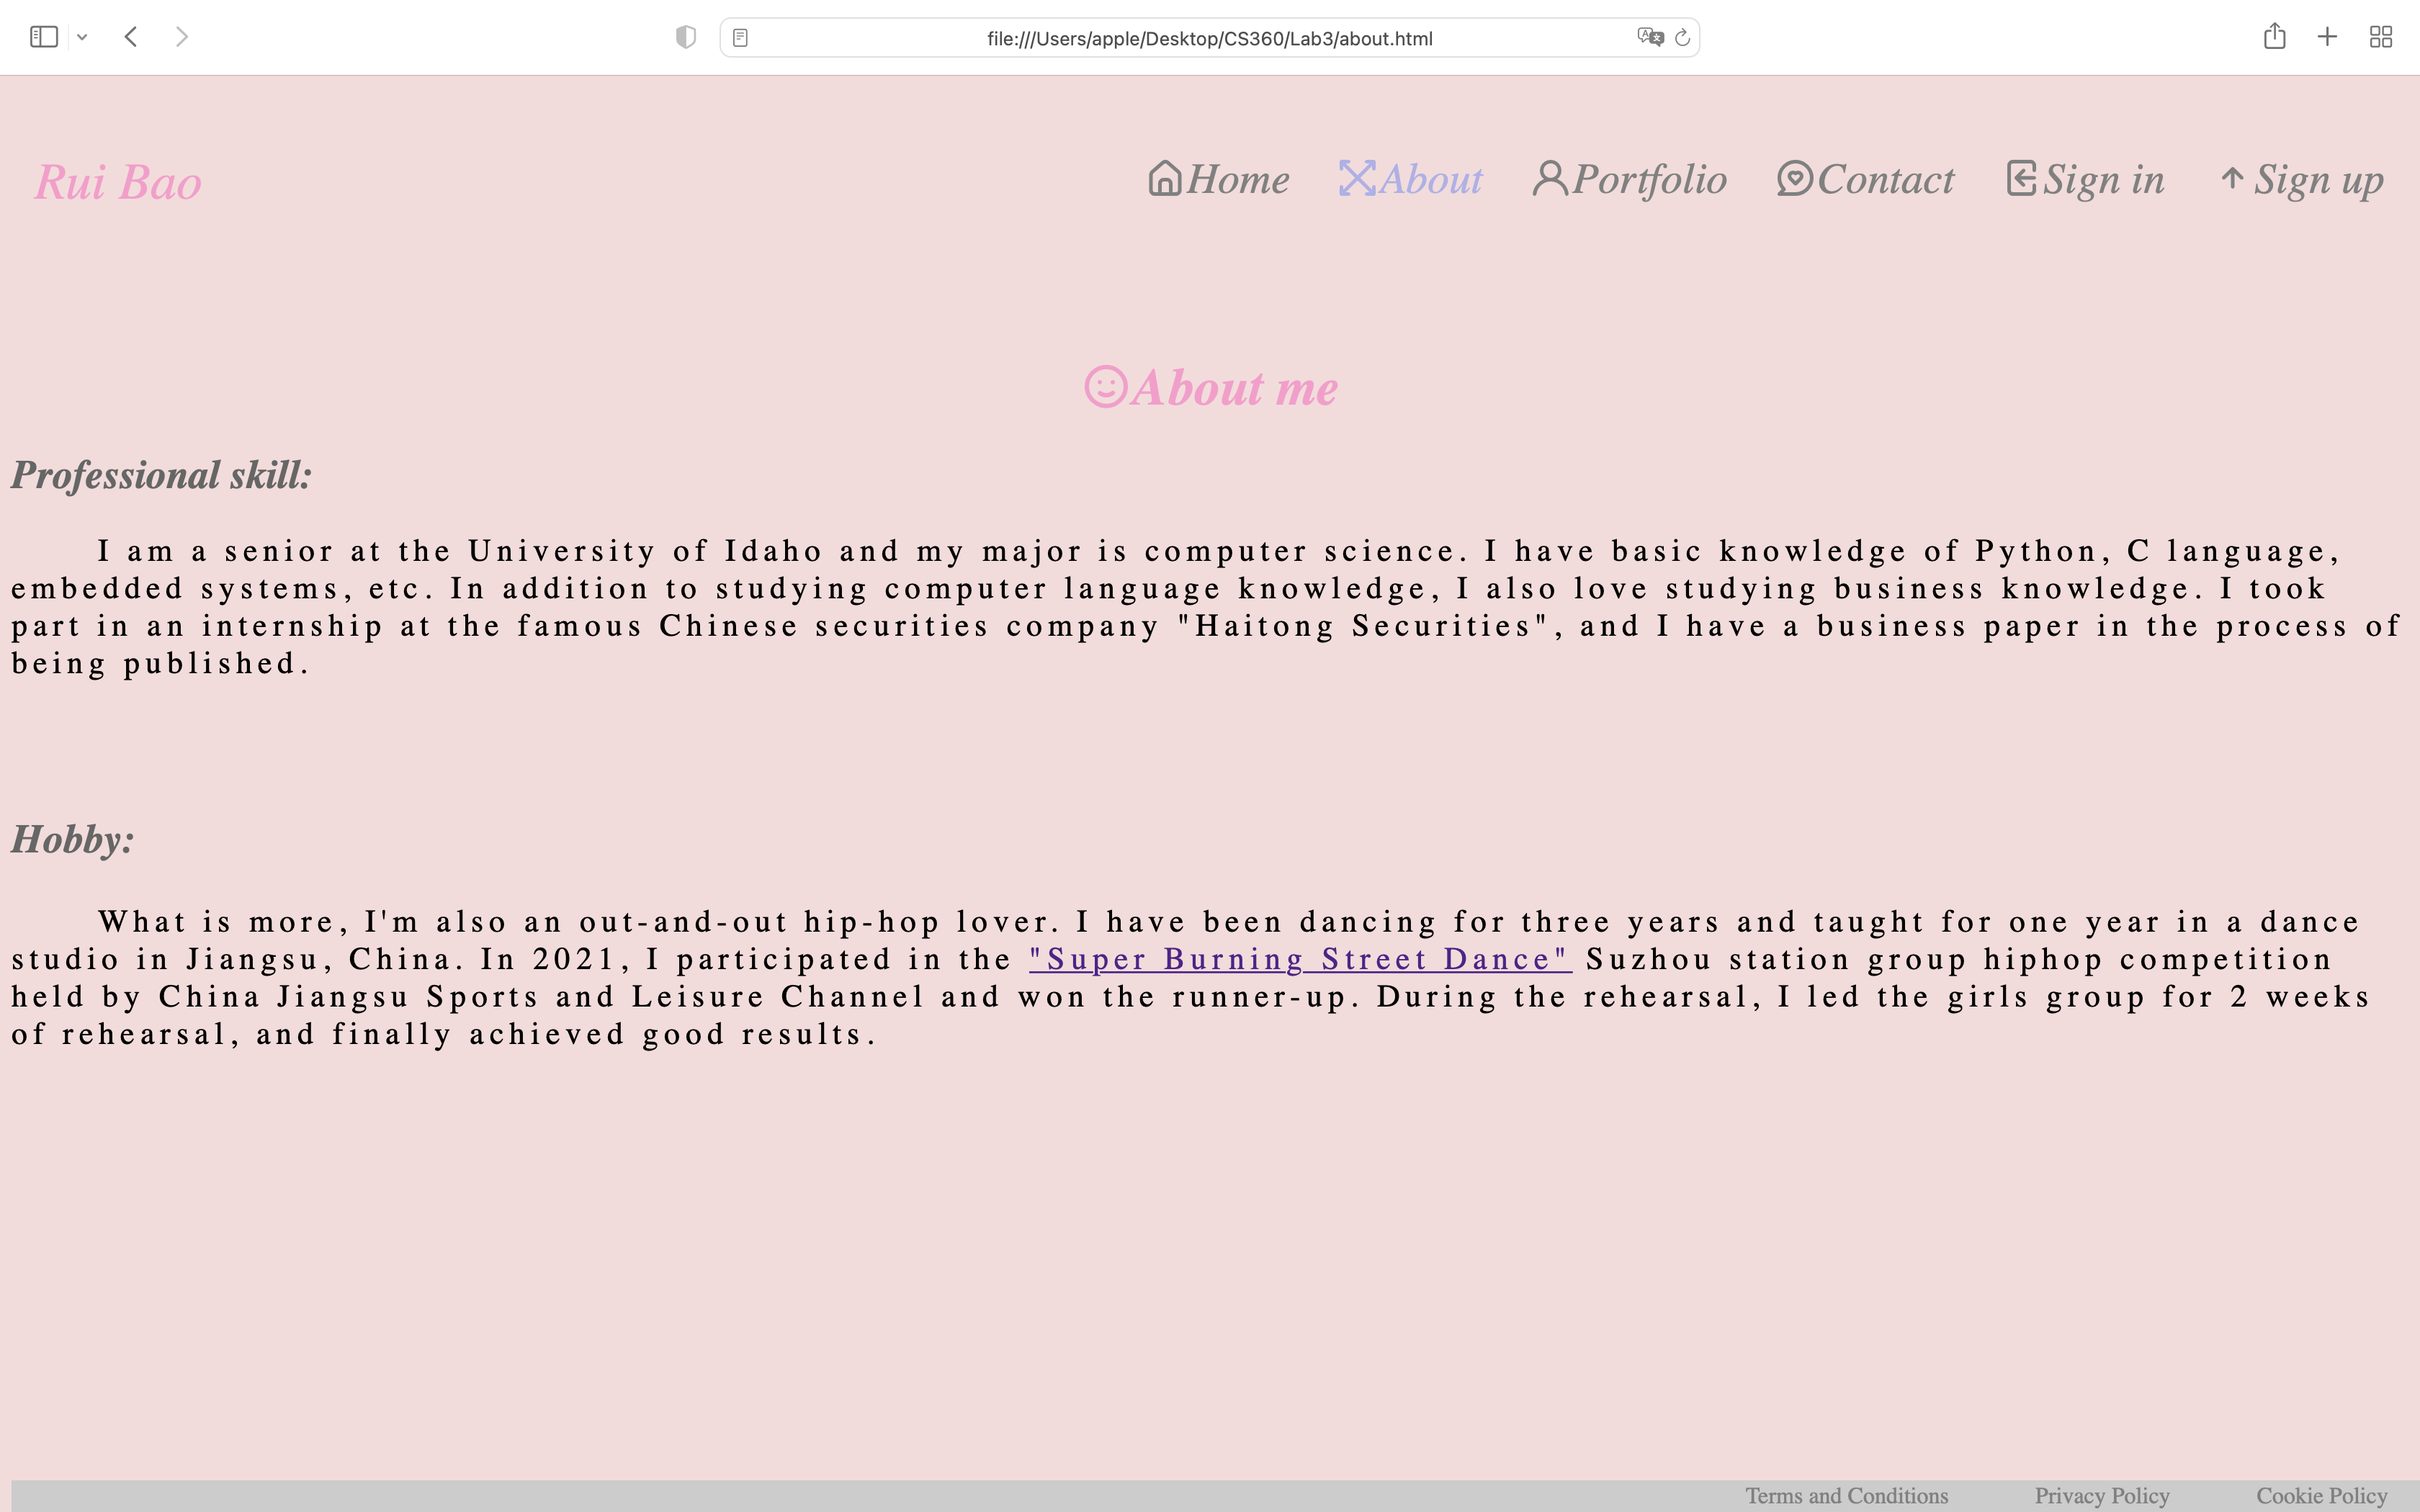 file:///Users/apple/Desktop/CS360/Lab3/about.html
Rui Bao
Home About Portfolio Contact Sign in Sign up
About me
Professional skill:
I am a senior at the University of Idaho and my major is computer science. I have basic knowledge of Python, C language,
embedded systems, etc. In addition to studying computer language knowledge, I also love studying business knowledge. I took
part in an internship at the famous Chinese securities company "Haitong Securities", and I have a business paper in the process of
being published.
Hobby:
What is more, I'm also an out-and-out hip-hop lover. I have been dancing for three years and taught for one year in a dance
studio in Jiangsu, China. In 2021, I participated in the "Super Burning Street Dance" Suzhou station group hiphop competition
held by China Jiangsu Sports and Leisure Channel and won the runner-up. During the rehearsal, I led the girls group for 2 weeks
of rehearsal, and finally achieved good results.
Terms and Conditions Privacy Policy Cookie Policy